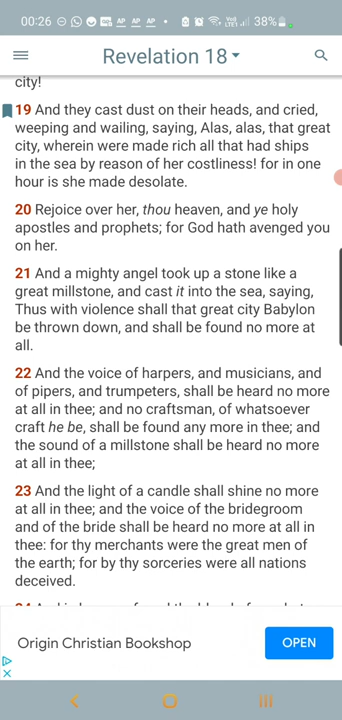 00:26 AP AP AP 38%
Revelation 18
city!
19 And they cast dust on their heads, and cried,
weeping and wailing, saying, Alas, alas, that great
city, wherein were made rich all that had ships
in the sea by reason of her costliness! for in one
hour is she made desolate.
20 Rejoice over her, thou heaven, and ye holy
apostles and prophets; for God hath avenged you
on her.
21 And a mighty angel took up a stone like a
great millstone, and cast it into the sea, saying,
Thus with violence shall that great city Babylon
be thrown down, and shall be found no more at
all.
22 And the voice of harpers, and musicians, and
of pipers, and trumpeters, shall be heard no more
at all in thee; and no craftsman, of whatsoever
craft he be, shall be found any more in thee; and
the sound of a millstone shall be heard no more
at all in thee;
23 And the light of a candle shall shine no more
at all in thee; and the voice of the bridegroom
and of the bride shall be heard no more at all in
thee: for thy merchants were the great men of
the earth; for by thy sorceries were all nations
deceived.
Origin Christian Bookshop
OPEN